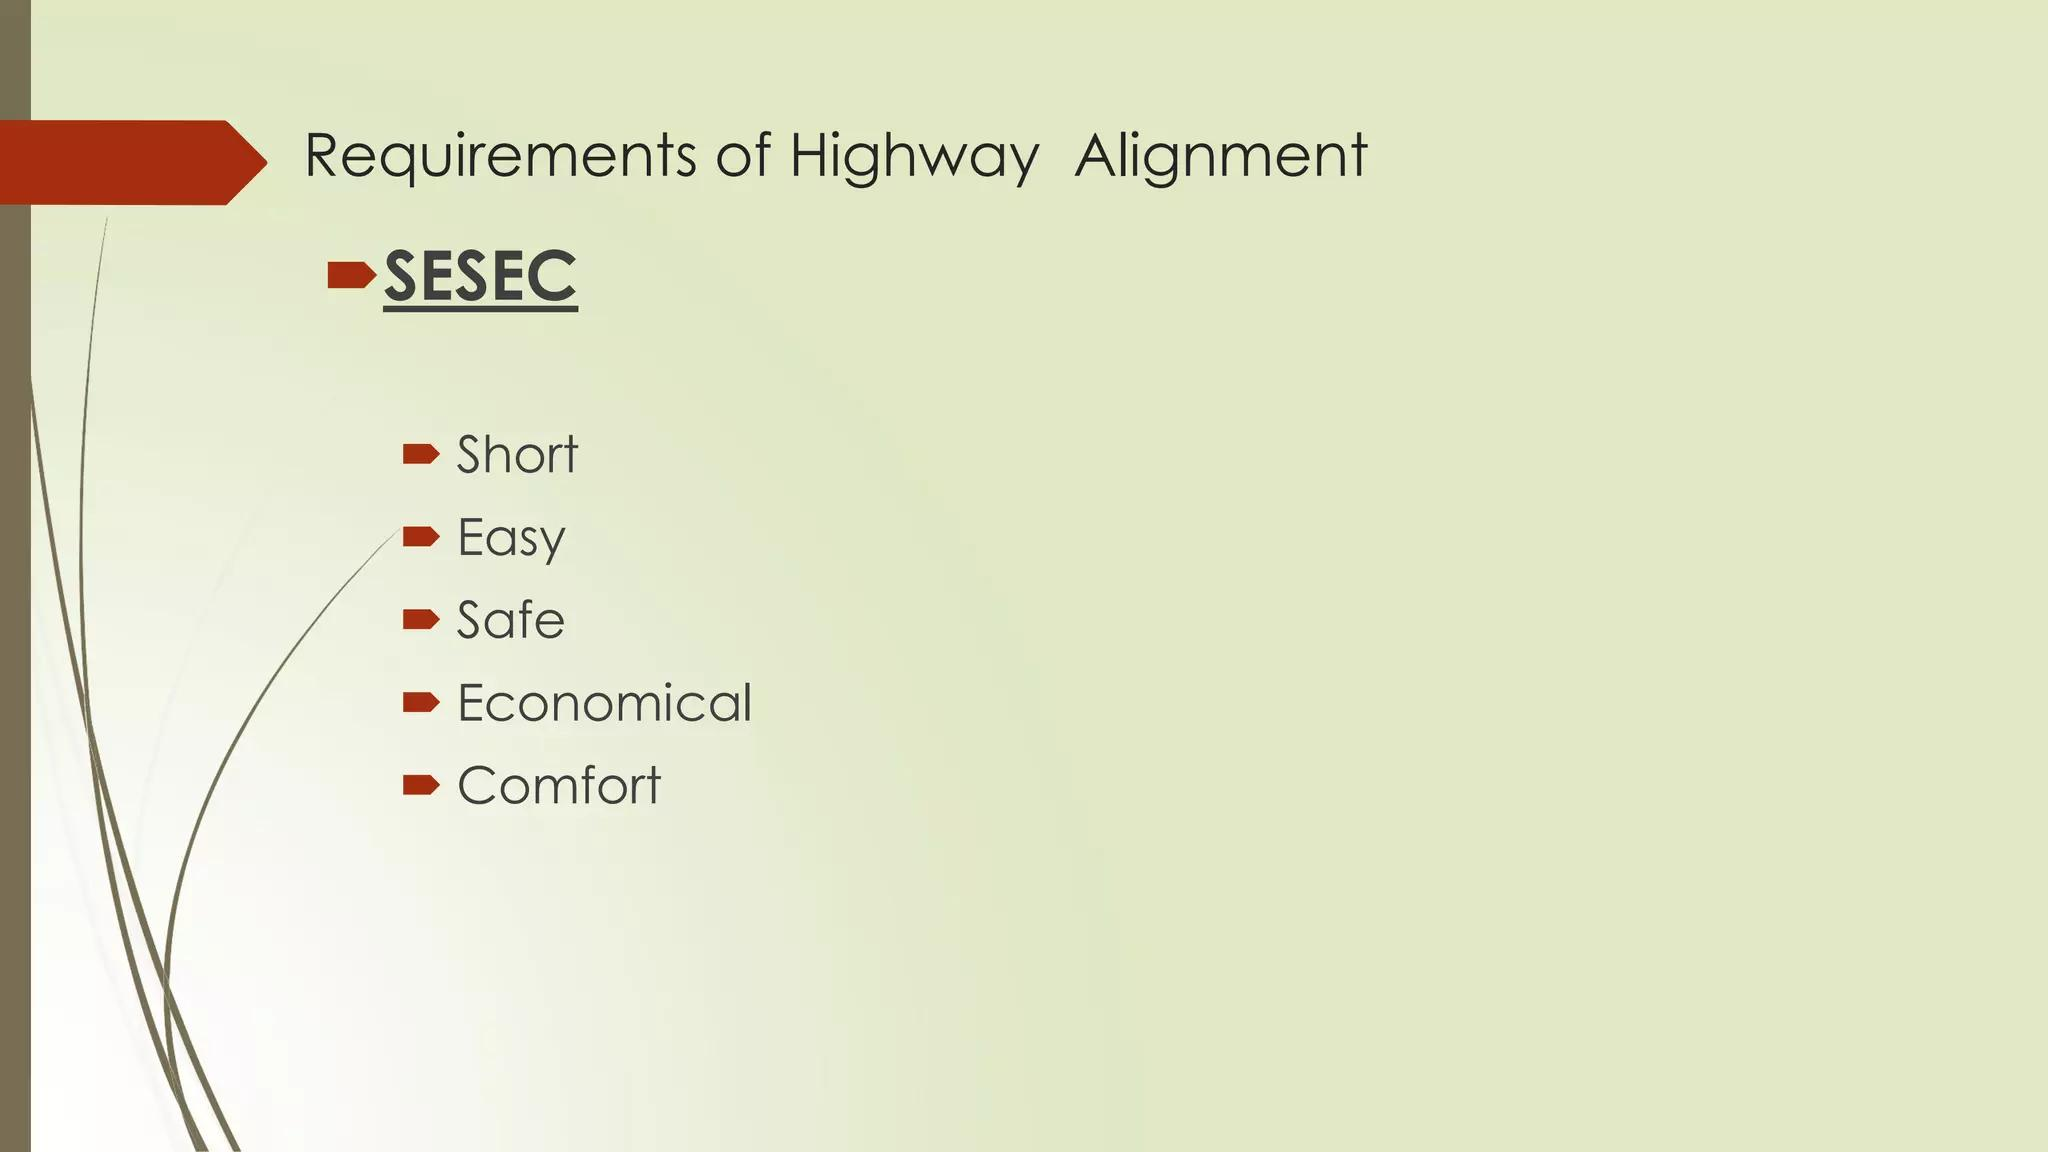 Requirements of Highway  Alignment
SESEC
Short
Easy
Safe
Economical
Comfort